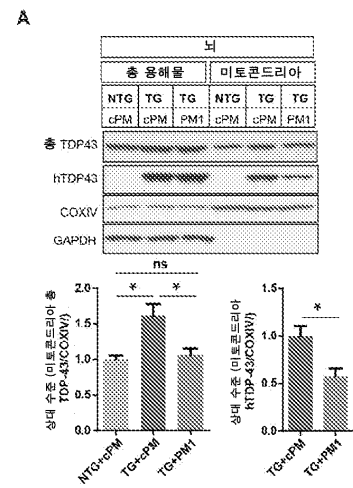 A
뇌
총 용해물 미토콘드리아
NTG TG TG NTG TG TG
cPM cPM PM1 cPM cPM PM1
총 TDP43
hTDP43
COXIV
GAPDH
ns
* *
2.0
1.5
1.0
0.5
0.0
상대 수준 (미토콘드리아 총
TDP-43/COXIV!)
NTG+cPM
TG+cPM
TG+PM1
*
1.5
1.0
0.5
0.0
상대 수준 (미토콘드리아
hTDP43/COXIV!)
TG+cPM
TG+PM1